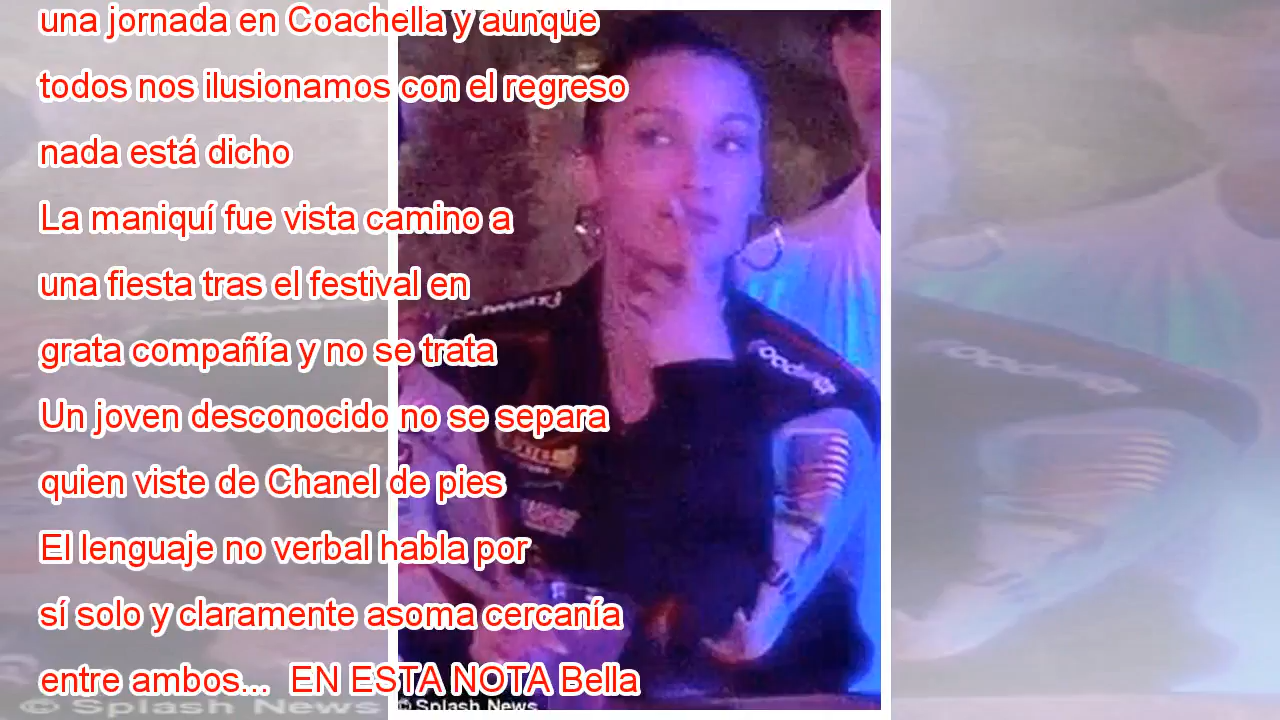 una jornada en Coachella y aunque
todos nos ilusionamos con el regreso
nada está dicho
La maniquí fue vista camino a
una fiesta tras el festival en
grata compañía y no se trata
Un joven desconocido no se separa
quien viste de Chanel de pies
El lenguaje no verbal habla por
sí solo y claramente asoma cercanía
entre ambos... EN ESTA NOTA Bella
© Splash News
© Splash News